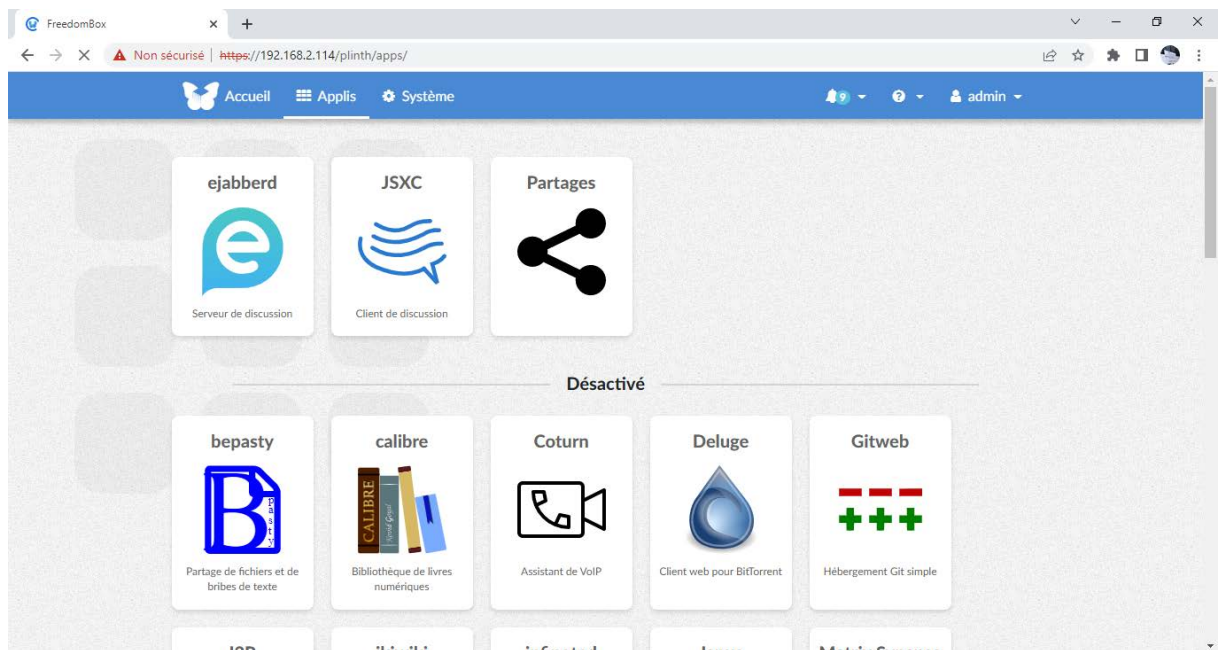 FreedomBox
Non sécurisé | https://192.168.2.114/plinth/apps/
Accueil Applis Système 9 admin
ejabberd JSXC Partages
e
Serveur de discussion Client de discussion
Désactivé
bepasty calibre Coturn Deluge Gitweb
B pasty CALIBRE
Partage de fichiers et de Bibliothèque de livres Assistant de VoIP Client web pour BitTorrent Hébergement Git simple
bribes de texte numériques